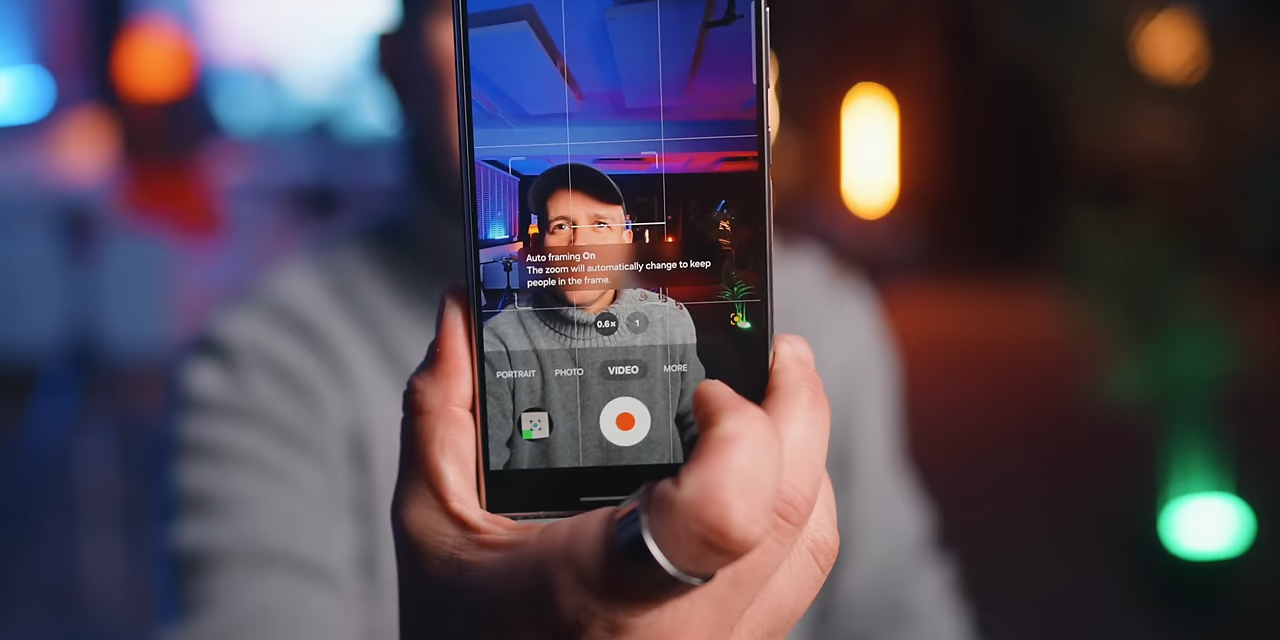 Auto framing On
The zoom will automatically change to keep
people in the frame.
0.6× 1
PORTRAIT PHOTO VIDEO MORE